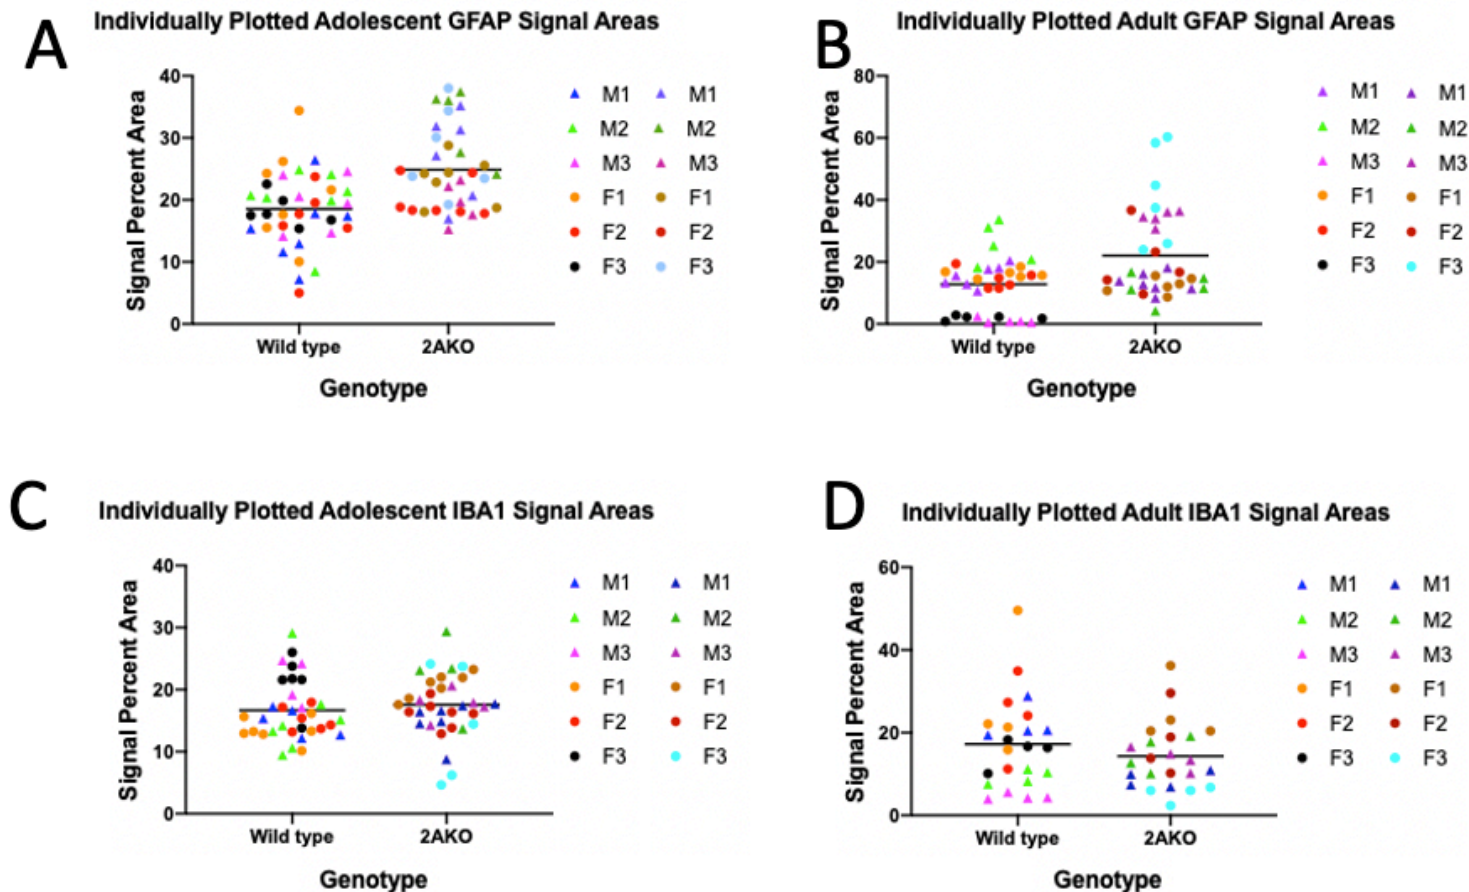 A
Individually Plotted Adolescent GFAP Signal Areas
Signal Percent Area
40
30
20
10
0
Wild type 2AKO
Genotype
M1 M1
M2 M2
M3 M3
F1 F1
F2 F2
F3 F3
B
Individually Plotted Adult GFAP Signal Areas
Signal Percent Area
80
60
40
20
0
Wild type 2AKO
Genotype
M1 M1
M2 M2
M3 M3
F1 F1
F2 F2
F3 F3
C
Individually Plotted Adolescent IBA1 Signal Areas
Signal Percent Area
40
30
20
10
0
Wild type 2AKO
Genotype
M1 M1
M2 M2
M3 M3
F1 F1
F2 F2
F3 F3
D
Individually Plotted Adult IBA1 Signal Areas
Signal Percent Area
60
40
20
0
Wild type 2AKO
Genotype
M1 M1
M2 M2
M3 M3
F1 F1
F2 F2
F3 F3